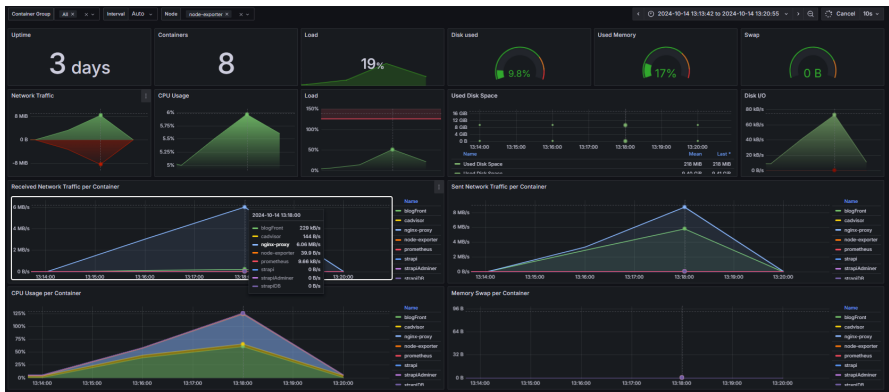 Container Group All × × Interval Auto Node node-exporter × × 2024-10-14 13:13:42 to 2024-10-14 13:20:55 Cancel 10s
Uptime Containers Load Disk used Used Memory Swap
3 days 8 19% 9.8% 17% 0 B
Network Traffic
8 MiB
0 B
-8 MiB
CPU Usage
6%
5.75%
5.5%
5.25%
5%
Load
150%
100%
50%
0%
Used Disk Space
16 GiB
12 GiB
8 GiB
4 GiB
0 B
13:14:00 13:15:00 13:16:00 13:17:00 13:18:00 13:19:00 13:20:00
Name Mean Last *
Used Disk Space 218 MiB 218 MiB
Disk I/O
80 kB/s
60 kB/s
40 kB/s
20 kB/s
0 B/s
Received Network Traffic per Container
6 MB/s
4 MB/s
2 MB/s
0 B/s
13:14:00 13:15:00 13:16:00 13:17:00 13:20:00
2024-10-14 13:18:00
blogFront 229 kB/s
cadvisor 144 B/s
nginx-proxy 6.06 MB/s
node-exporter 39.9 B/s
prometheus 8.66 kB/s
strapi 0 B/s
strapiAdminer 0 B/s
strapiDB 0 B/s
Name
blogFront
cadvisor
nginx-proxy
node-exporter
prometheus
strapi
strapiAdminer
strapiDB
Sent Network Traffic per Container
8 MB/s
6 MB/s
4 MB/s
2 MB/s
0 B/s
13:14:00 13:15:00 13:16:00 13:17:00 13:18:00 13:19:00 13:20:00
Name
blogFront
cadvisor
nginx-proxy
node-exporter
prometheus
strapi
strapiAdminer
strapiDB
CPU Usage per Container
125%
100%
75%
50%
25%
0%
13:14:00 13:15:00 13:16:00 13:17:00 13:18:00 13:19:00 13:20:00
Name
blogFront
cadvisor
nginx-proxy
node-exporter
prometheus
strapi
strapiAdminer
strapiDB
Memory Swap per Container
96 B
64 B
32 B
0 B
13:14:00 13:15:00 13:16:00 13:17:00 13:18:00 13:19:00 13:20:00
Name
blogFront
cadvisor
nginx-proxy
node-exporter
prometheus
strapi
strapiAdminer
strapiDB